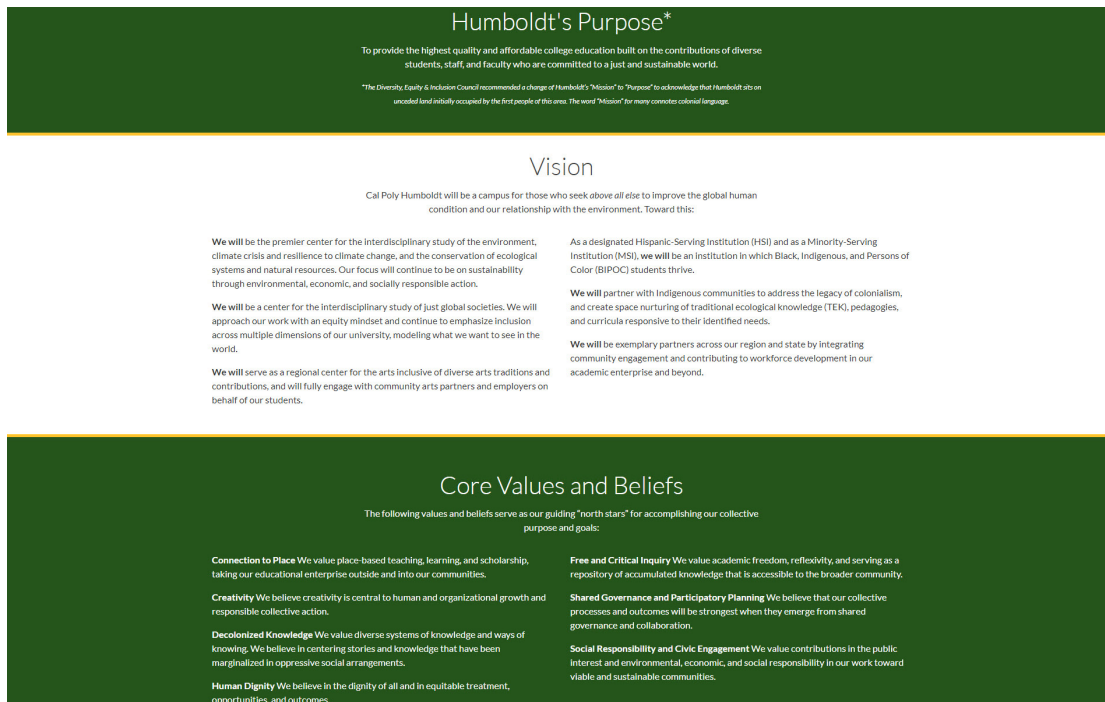 Humboldt's Purpose*
To provide the highest quality and affordable college education built on the contributions of diverse
students, staff, and faculty who are committed to a just and sustainable world.
*The Diversity, Equity & Inclusion Council recommended a change of Humboldt's "Mission" to "Purpose" to acknowledge that Humboldt sits on
unceded land initially occupied by the first people of this area. The word "Mission" for many connotes colonial language.
Vision
Cal Poly Humboldt will be a campus for those who seek above all else to improve the global human
condition and our relationship with the environment. Toward this:
We will be the premier center for the interdisciplinary study of the environment,
climate crisis and resilience to climate change, and the conservation of ecological
systems and natural resources. Our focus will continue to be on sustainability
through environmental, economic, and socially responsible action.
We will be a center for the interdisciplinary study of just global societies. We will
approach our work with an equity mindset and continue to emphasize inclusion
across multiple dimensions of our university, modeling what we want to see in the
world.
We will serve as a regional center for the arts inclusive of diverse arts traditions and
contributions, and will fully engage with community arts partners and employers on
behalf of our students.
As a designated Hispanic-Serving Institution (HSI) and as a Minority-Serving
Institution (MSI), we will be an institution in which Black, Indigenous, and Persons of
Color (BIPOC) students thrive.
We will partner with Indigenous communities to address the legacy of colonialism,
and create space nurturing of traditional ecological knowledge (TEK), pedagogies,
and curricula responsive to their identified needs.
We will be exemplary partners across our region and state by integrating
community engagement and contributing to workforce development in our
academic enterprise and beyond.
Core Values and Beliefs
The following values and beliefs serve as our guiding "north stars" for accomplishing our collective
purpose and goals:
Connection to Place We value place-based teaching, learning, and scholarship,
taking our educational enterprise outside and into our communities.
Creativity We believe creativity is central to human and organizational growth and
responsible collective action.
Decolonized Knowledge We value diverse systems of knowledge and ways of
knowing. We believe in centering stories and knowledge that have been
marginalized in oppressive social arrangements.
Human Dignity We believe in the dignity of all and in equitable treatment,
opportunities, and outcomes
Free and Critical Inquiry We value academic freedom, reflexivity, and serving as a
repository of accumulated knowledge that is accessible to the broader community.
Shared Governance and Participatory Planning We believe that our collective
processes and outcomes will be strongest when they emerge from shared
governance and collaboration.
Social Responsibility and Civic Engagement We value contributions in the public
interest and environmental, economic, and social responsibility in our work toward
viable and sustainable communities.